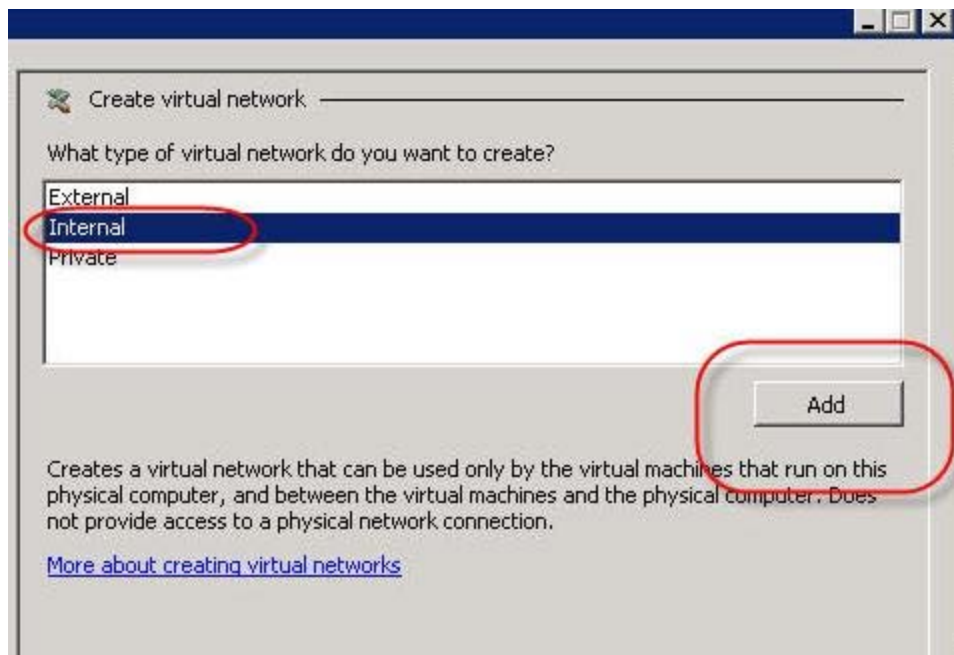 Create virtual network
What type of virtual network do you want to create?
External
Internal
Private
Add
Creates a virtual network that can be used only by the virtual machines that run on this
physical computer, and between the virtual machines and the physical computer. Does
not provide access to a physical network connection.
More about creating virtual networks